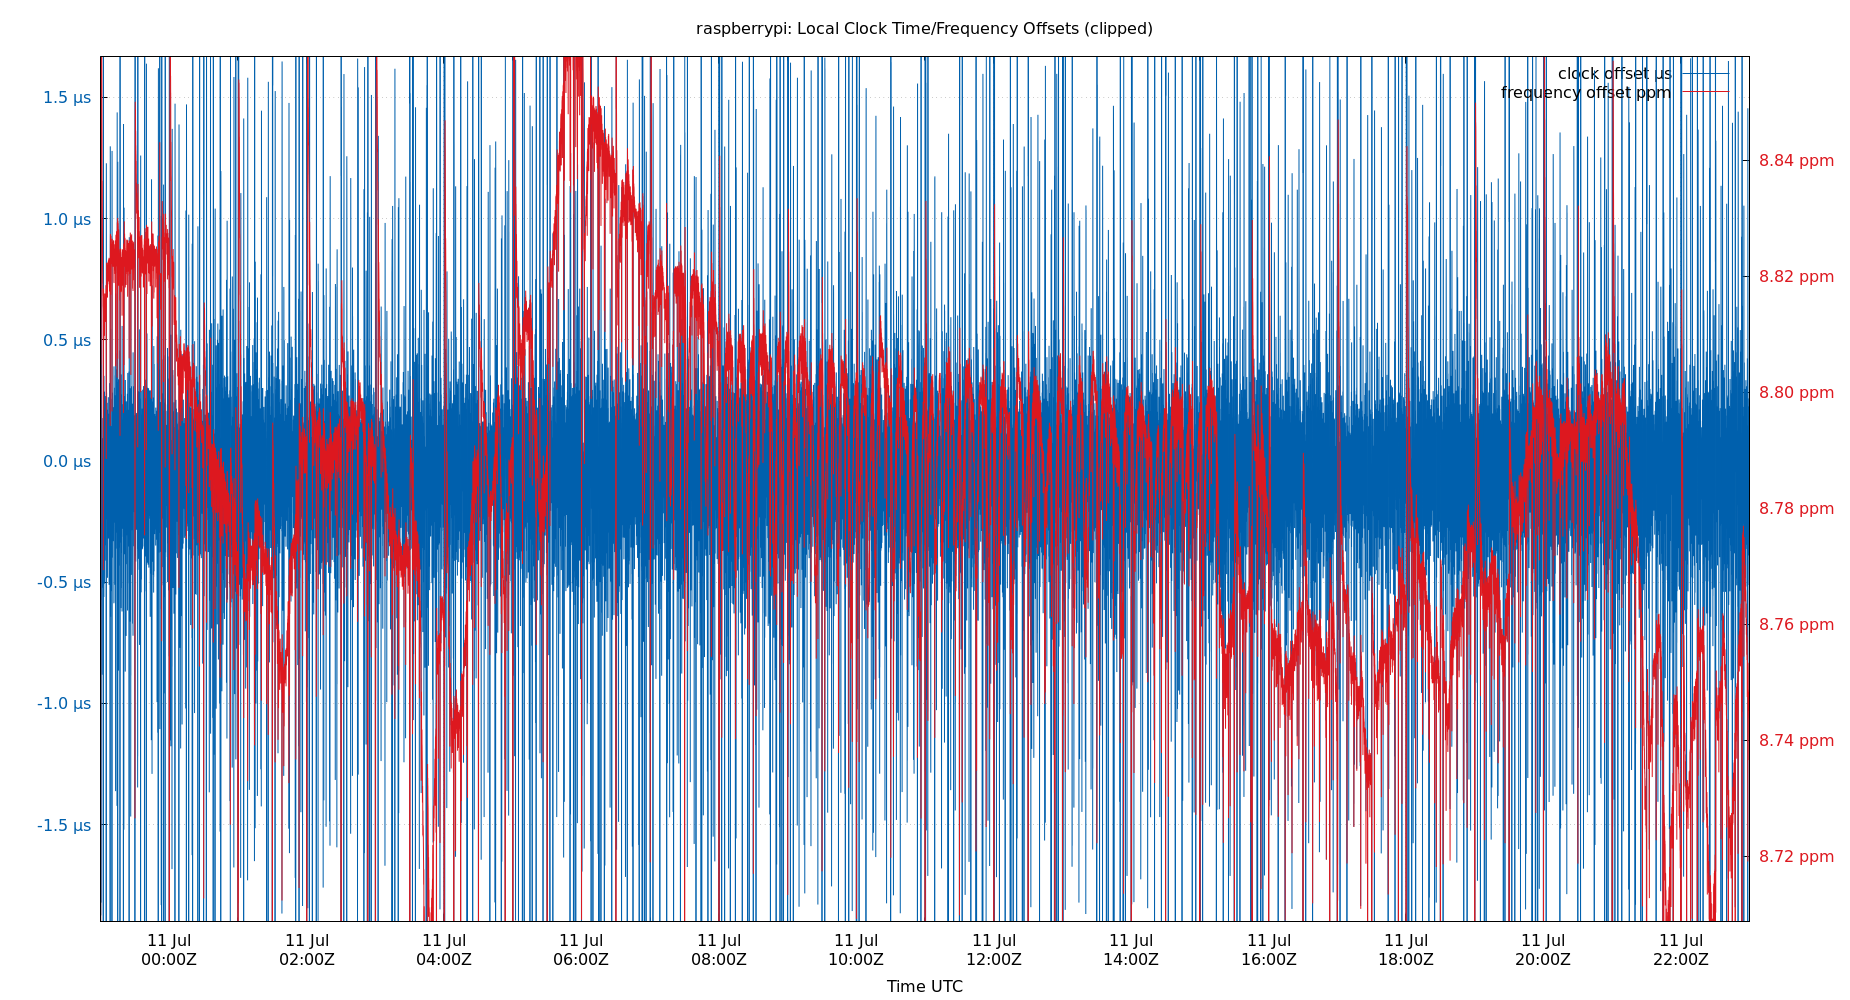 raspberrypi: Local Clock Time/Frequency Offsets (clipped)
clock offset µs
frequency offset ppm
1.5 µs
1.0 µs
0.5 µs
0.0 µs
-0.5 µs
-1.0 µs
-1.5 µs
8.84 ppm
8.82 ppm
8.80 ppm
8.78 ppm
8.76 ppm
8.74 ppm
8.72 ppm
11 Jul 11 Jul 11 Jul 11 Jul 11 Jul 11 Jul 11 Jul 11 Jul 11 Jul 11 Jul 11 Jul 11 Jul
00:00Z 02:00Z 04:00Z 06:00Z 08:00Z 10:00Z 12:00Z 14:00Z 16:00Z 18:00Z 20:00Z 22:00Z
Time UTC